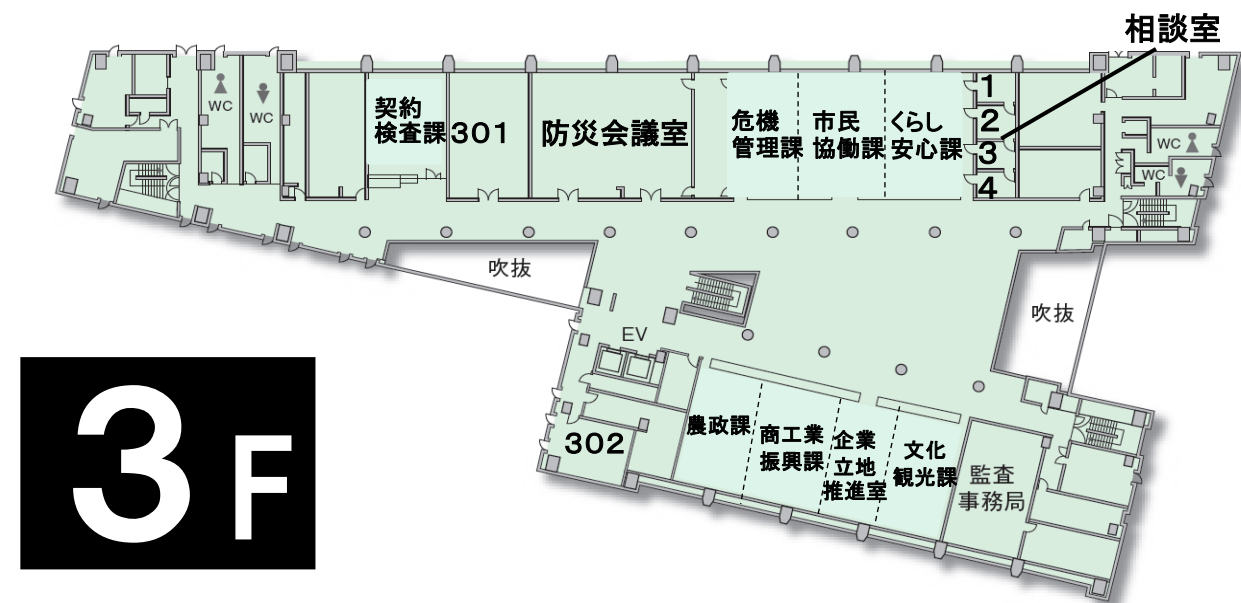 相談室
WC
WC
契約
検査課
301
防災会議室
危機
管理課
市民
協働課
くらし
安心課
1
2
3
4
WC
WC
吹抜
吹抜
EV
302
農政課
商工業
振興課
企業
立地
推進室
文化
観光課
監査
事務局
3F